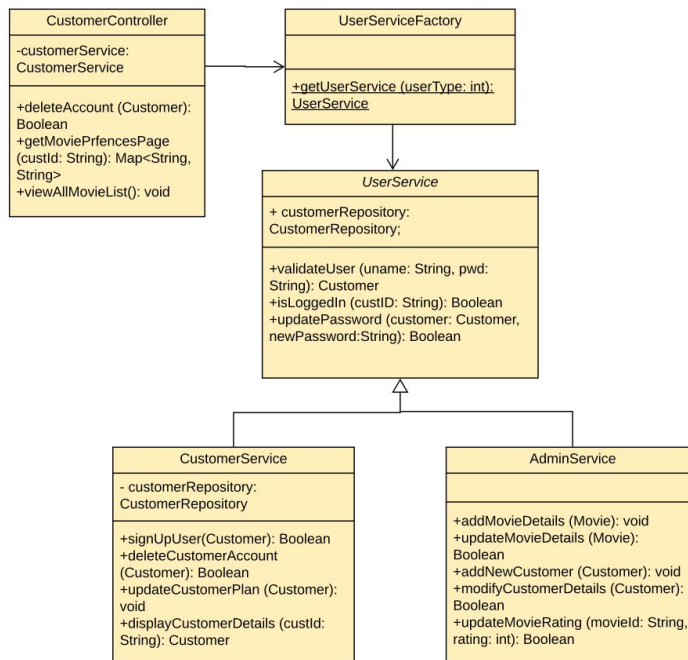 CustomerController
-customerService:
CustomerService
+deleteAccount (Customer):
Boolean
+getMoviePrfencesPage
(custId: String): Map<String,
String>
+viewAllMovieList(): void
UserServiceFactory
+getUserService (userType: int):
UserService
UserService
+ customerRepository:
CustomerRepository;
+validateUser (uname: String, pwd:
String): Customer
+isLoggedIn (custID: String): Boolean
+updatePassword (customer: Customer,
newPassword:String): Boolean
CustomerService
- customerRepository:
CustomerRepository
+signUpUser(Customer): Boolean
+deleteCustomerAccount
(Customer): Boolean
+updateCustomerPlan (Customer):
void
+displayCustomerDetails (custId:
String): Customer
AdminService
+addMovieDetails (Movie): void
+updateMovieDetails (Movie):
Boolean
+addNewCustomer (Customer): void
+modifyCustomerDetails (Customer):
Boolean
+updateMovieRating (movieId: String,
rating: int): Boolean